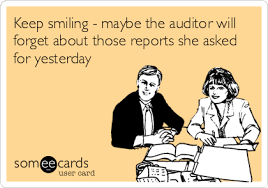 Keep smiling - maybe the auditor will
forget about those reports she asked
for yesterday
someecards
user card